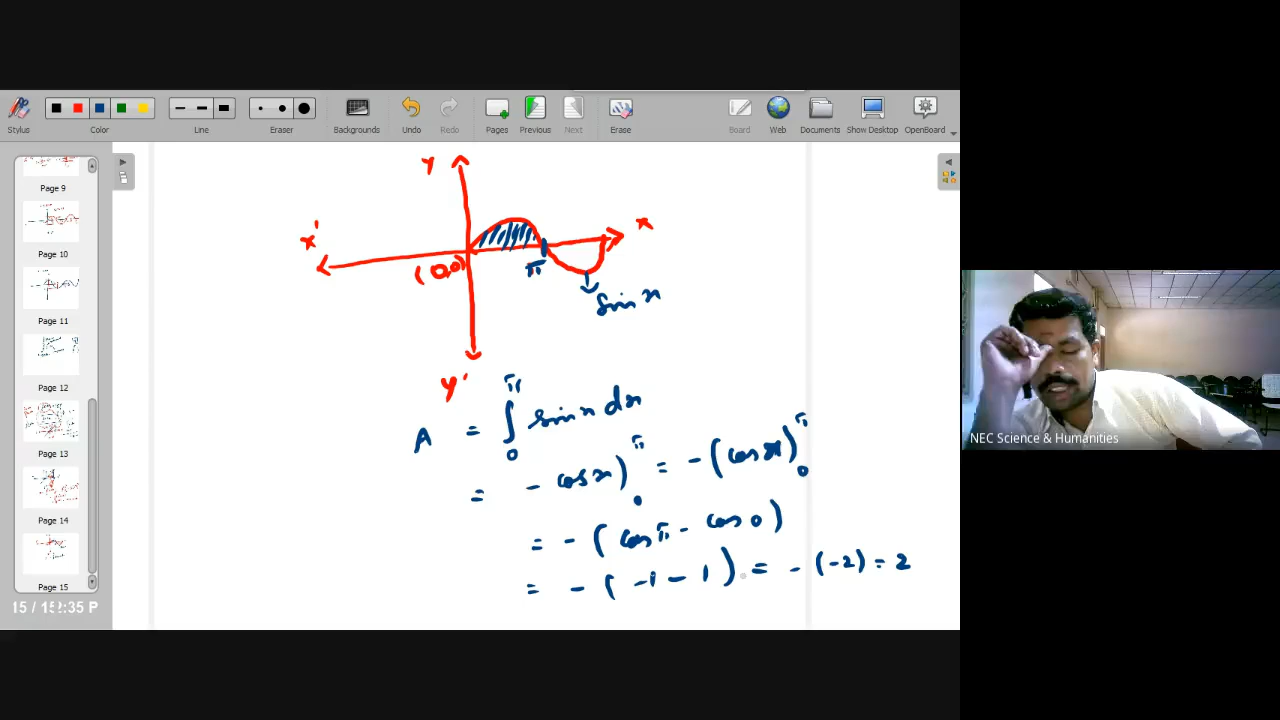 Stylus Color Line Eraser Backgrounds Undo Redo Pages Previous Next Erase Board Web Documents Show Desktop OpenBoard
Page 9
Page 10
Page 11
Page 12
Page 13
Page 14
Page 15
Y
X' X
(0,0) π
sin x
Y'
A = ∫₀^π sin x dx
= - cos x)₀^π = - (cos x)₀^π
= - (cos π - cos 0)
= - (-1 - 1) = - (-2) = 2
NEC Science & Humanities